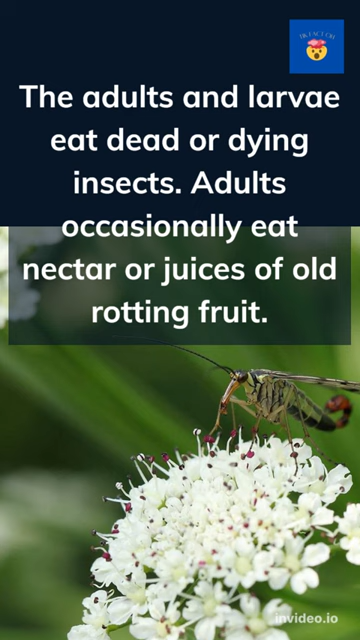 The adults and larvae
eat dead or dying
insects. Adults
occasionally eat
nectar or juices of old
rotting fruit.
invideo.io